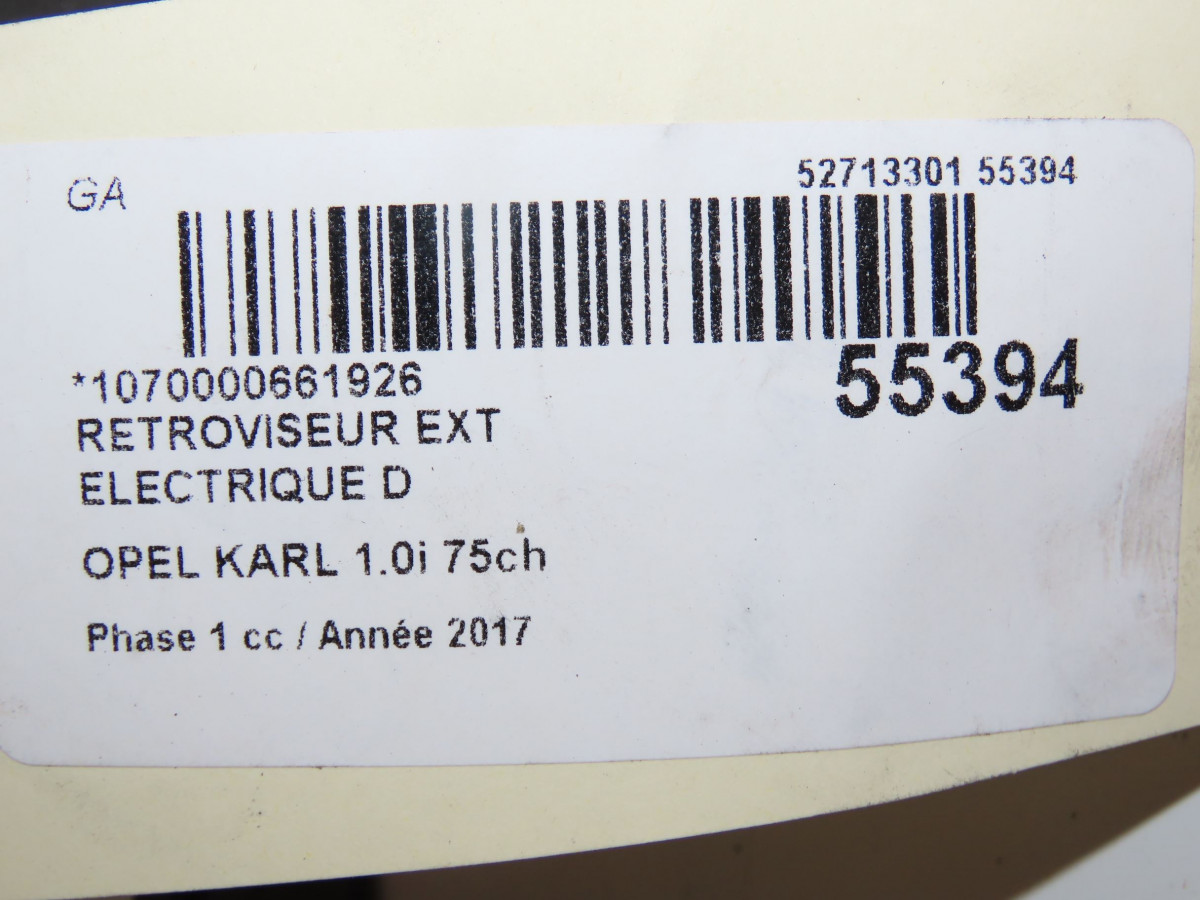 GA
52713301 55394
*1070000661926
55394
RETROVISEUR EXT
ELECTRIQUE D
OPEL KARL 1.0i 75ch
Phase 1 cc / Année 2017